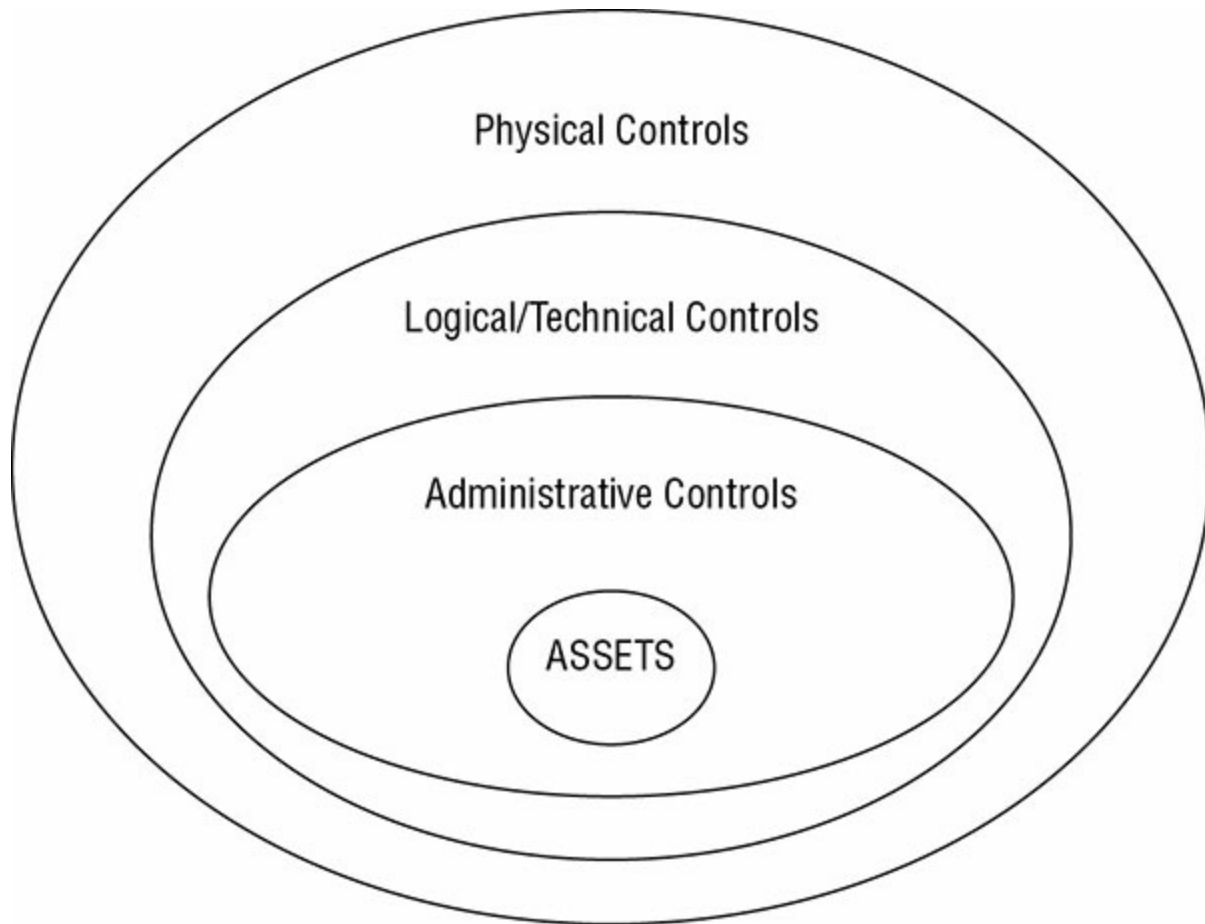 Physical Controls
Logical/Technical Controls
Administrative Controls
ASSETS